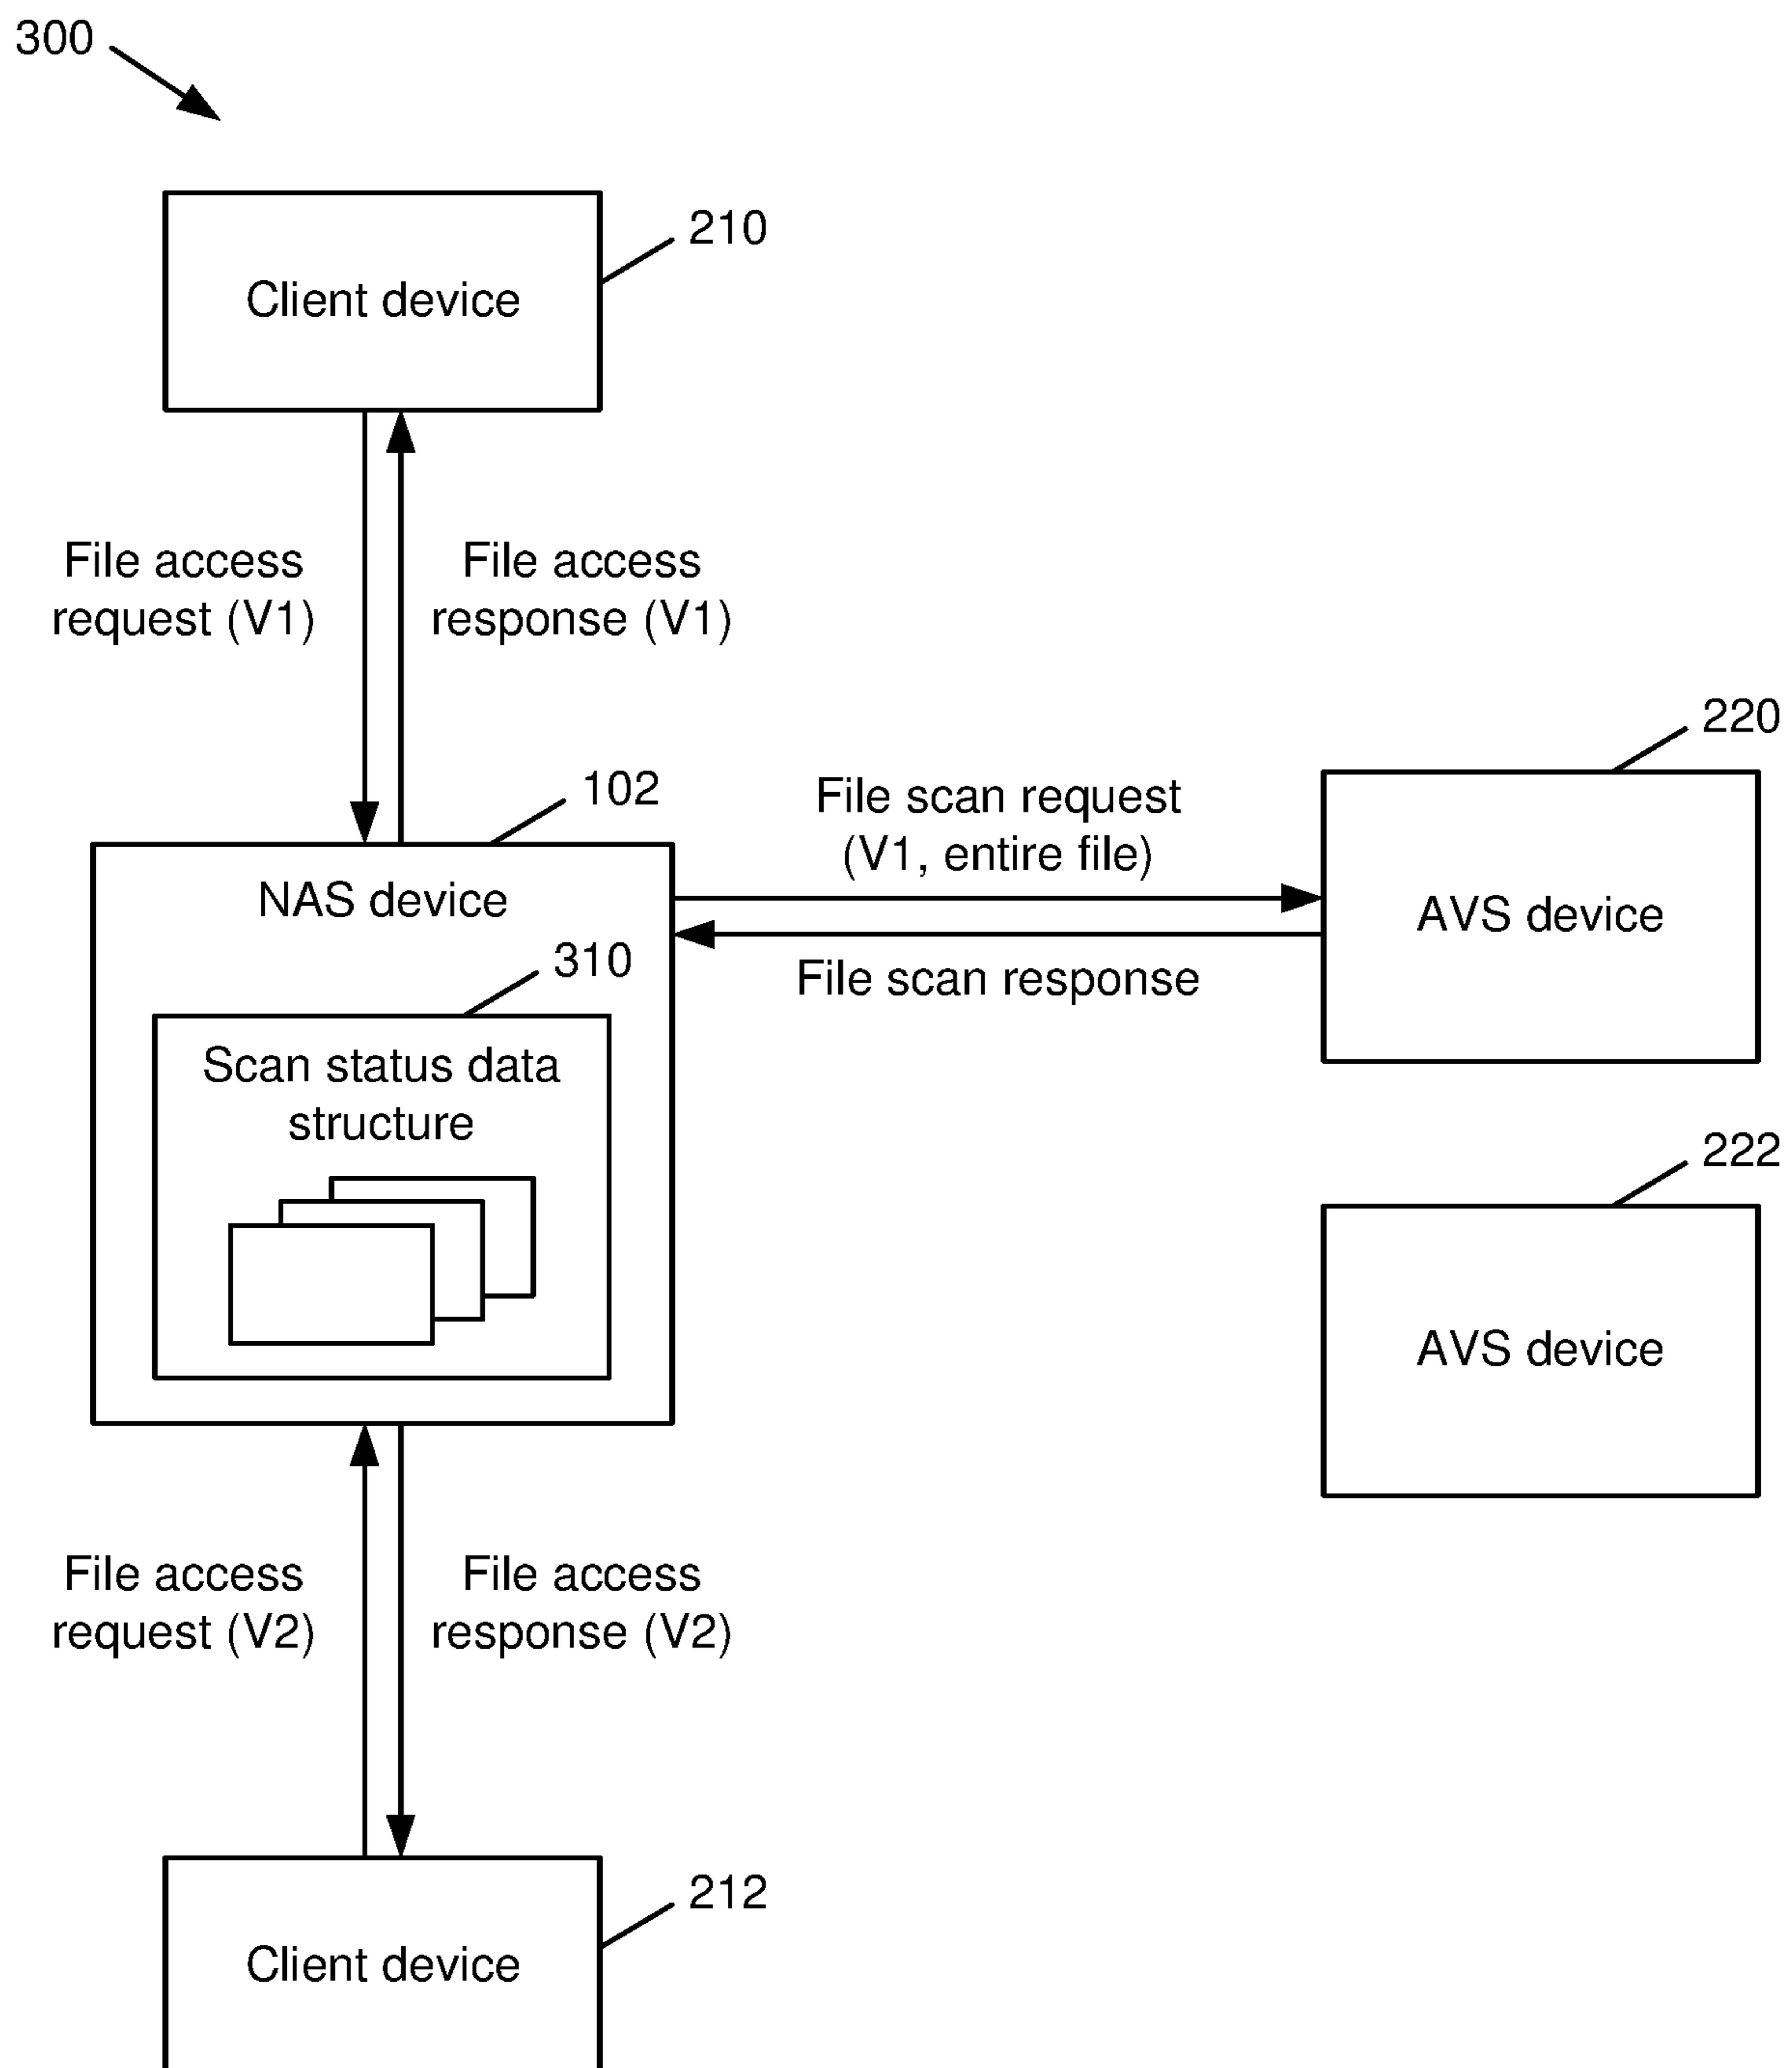 300
210
Client device
File access
request (V1)
File access
response (V1)
220
102
File scan request
(V1, entire file)
NAS device
AVS device
310
File scan response
Scan status data
structure
222
AVS device
File access
request (V2)
File access
response (V2)
212
Client device